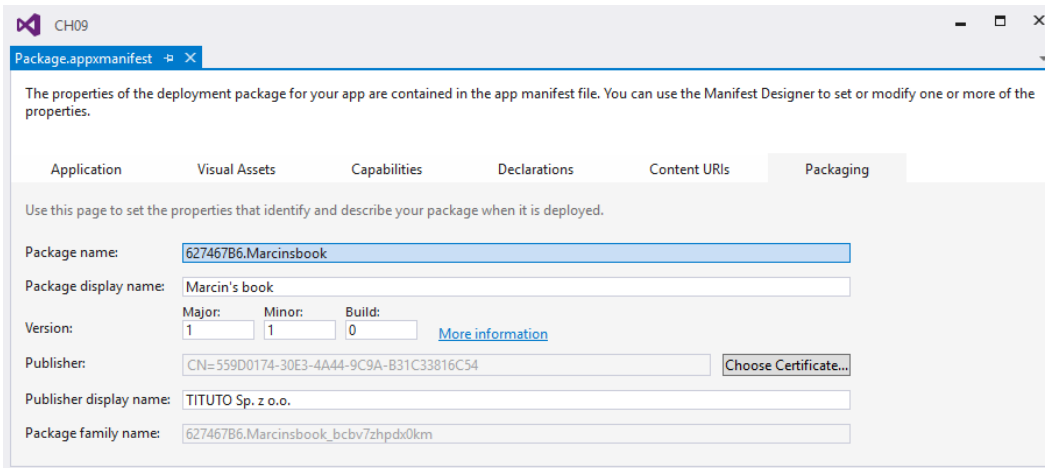 CH09
Package.appxmanifest
The properties of the deployment package for your app are contained in the app manifest file. You can use the Manifest Designer to set or modify one or more of the
properties.
Application Visual Assets Capabilities Declarations Content URIs Packaging
Use this page to set the properties that identify and describe your package when it is deployed.
Package name: 627467B6.Marcinsbook
Package display name: Marcin's book
Major: Minor: Build:
Version: 1 1 0 More information
Publisher: CN=559D0174-30E3-4A44-9C9A-B31C33816C54 Choose Certificate...
Publisher display name: TITUTO Sp. z o.o.
Package family name: 627467B6.Marcinsbook_bcbv7zhpdx0km